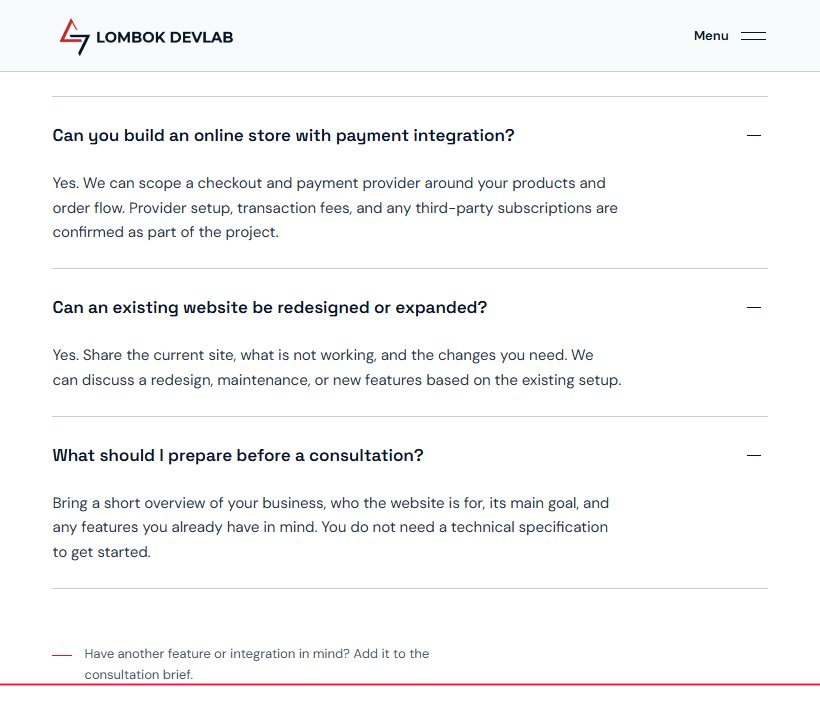 LOMBOK DEVLAB
Menu
Can you build an online store with payment integration?
Yes. We can scope a checkout and payment provider around your products and
order flow. Provider setup, transaction fees, and any third-party subscriptions are
confirmed as part of the project.
Can an existing website be redesigned or expanded?
Yes. Share the current site, what is not working, and the changes you need. We
can discuss a redesign, maintenance, or new features based on the existing setup.
What should I prepare before a consultation?
Bring a short overview of your business, who the website is for, its main goal, and
any features you already have in mind. You do not need a technical specification
to get started.
Have another feature or integration in mind? Add it to the
consultation brief.